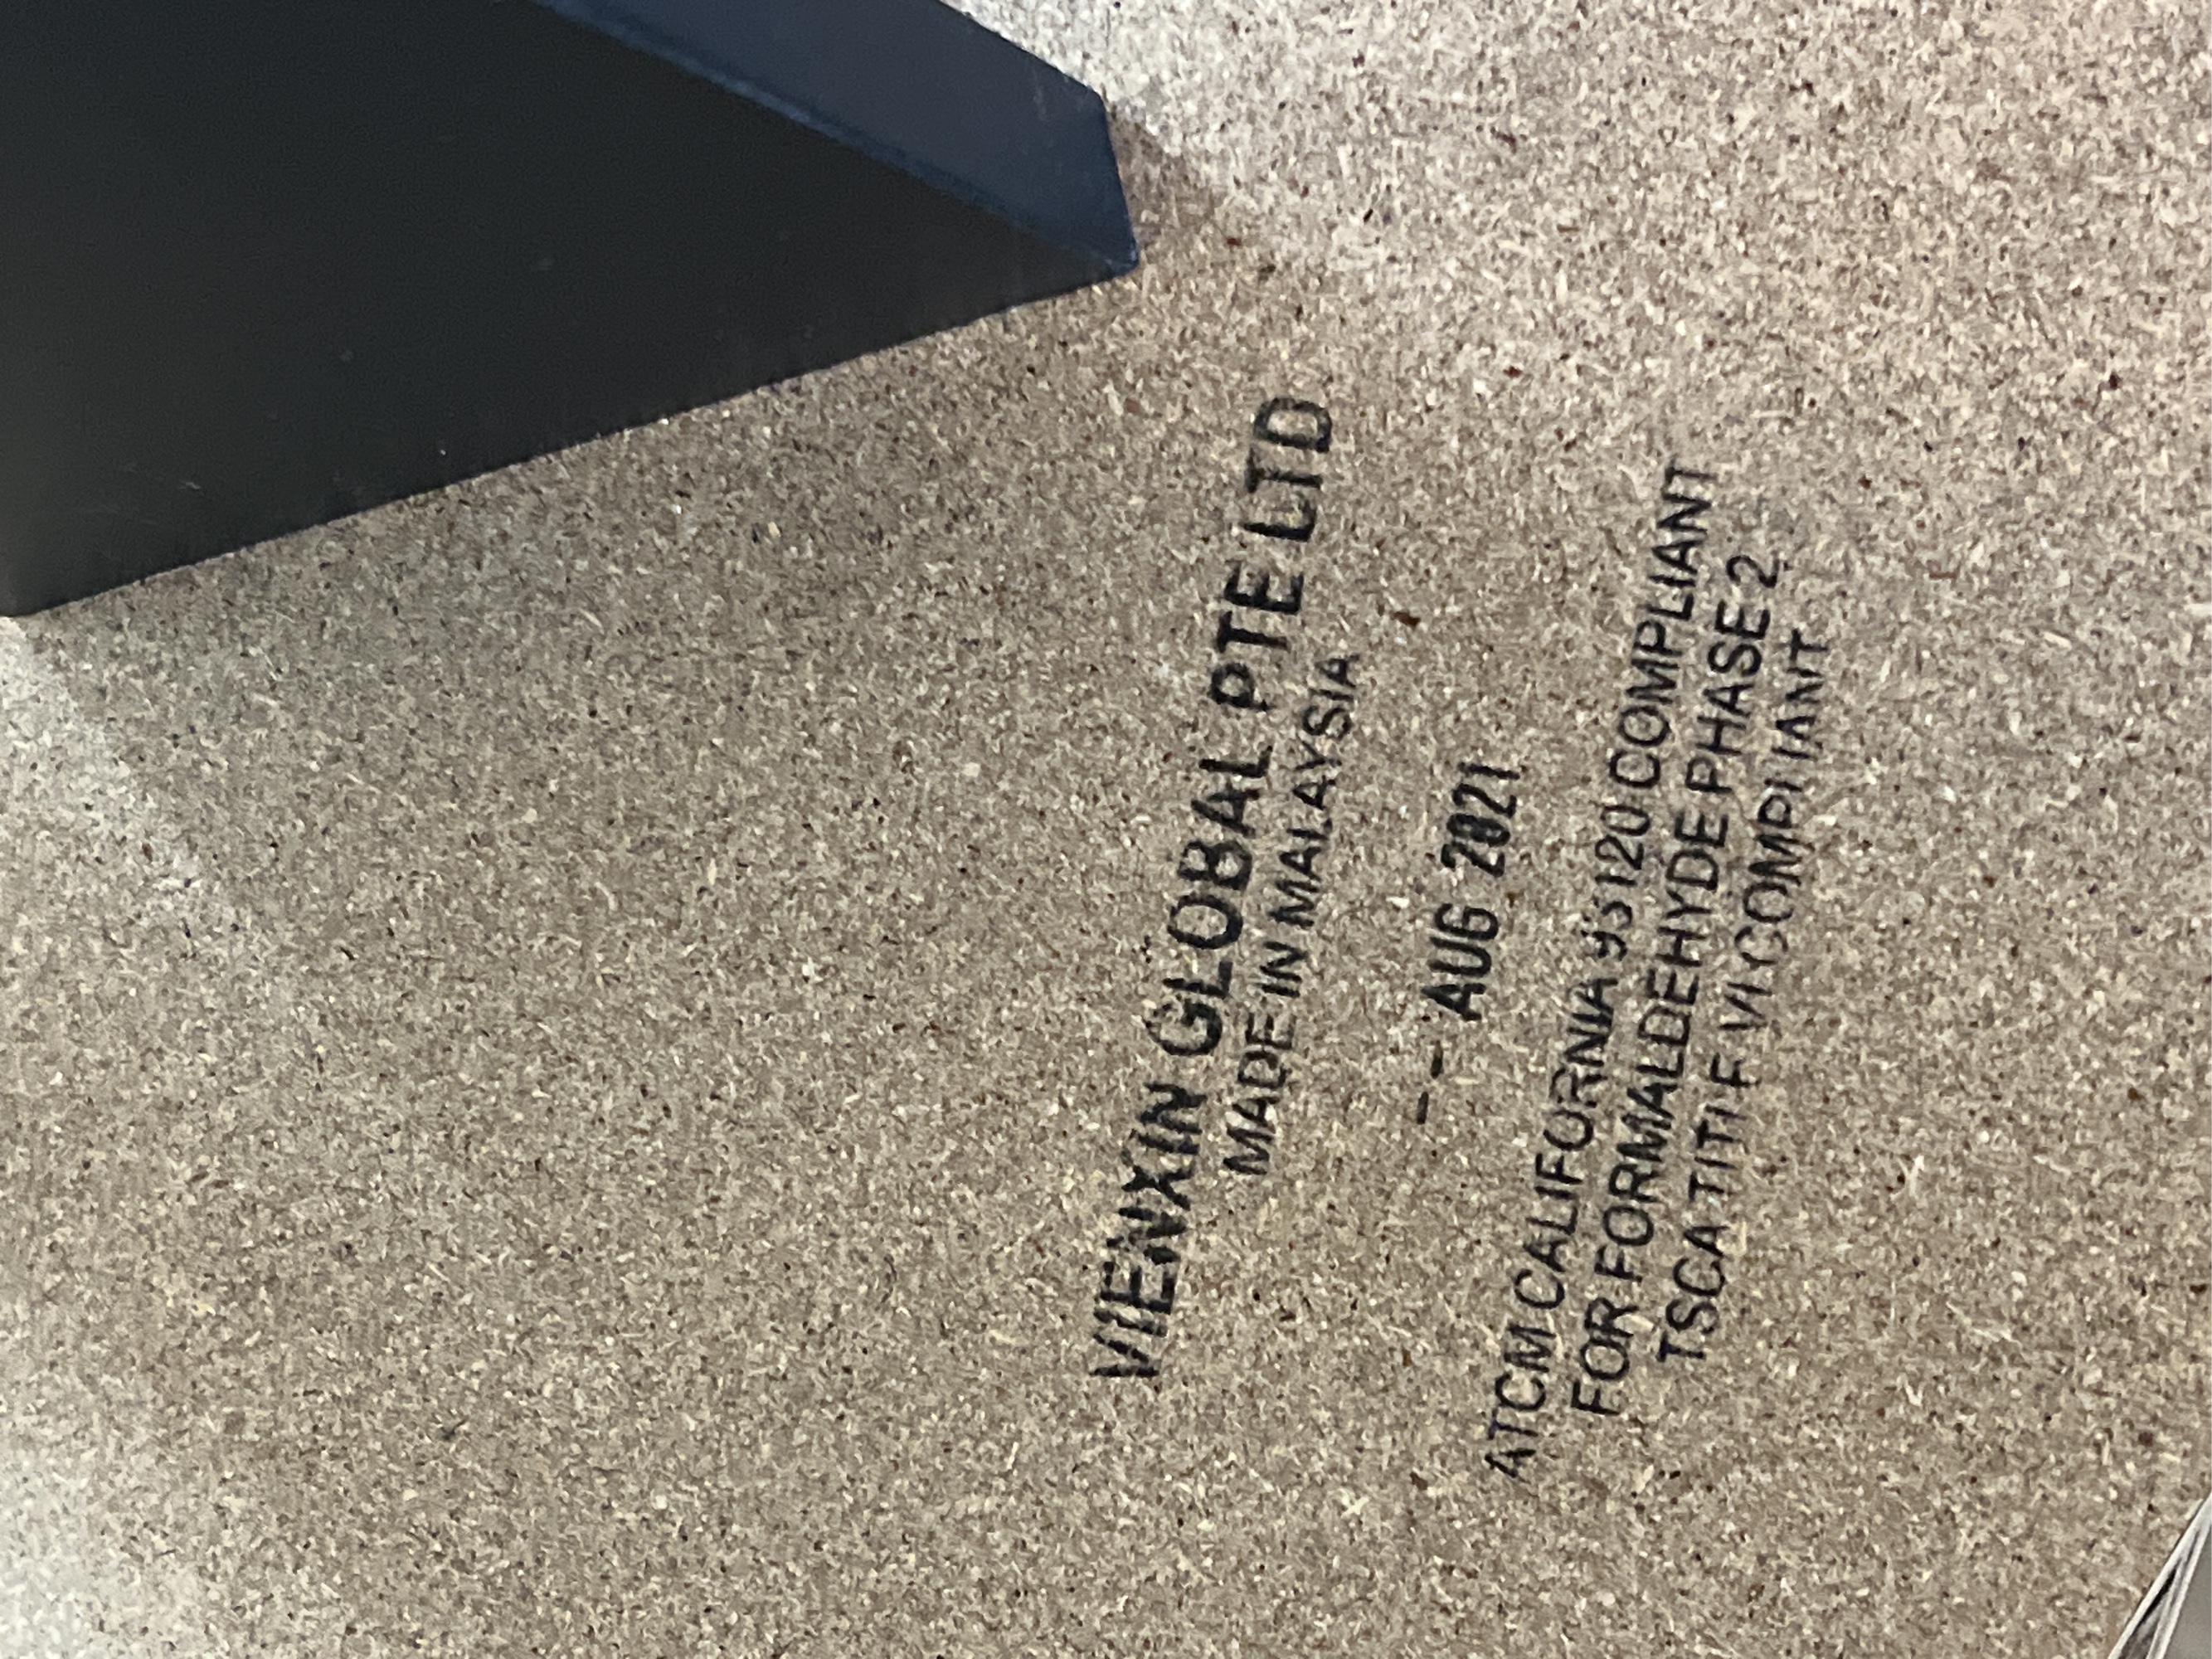 VIENXIN GLOBAL PTE LTD
MADE IN MALAYSIA
-- AUG 2021
ATCM CALIFORNIA 93120 COMPLIANT
FOR FORMALDEHYDE PHASE 2
TSCA TITLE VI COMPLIANT